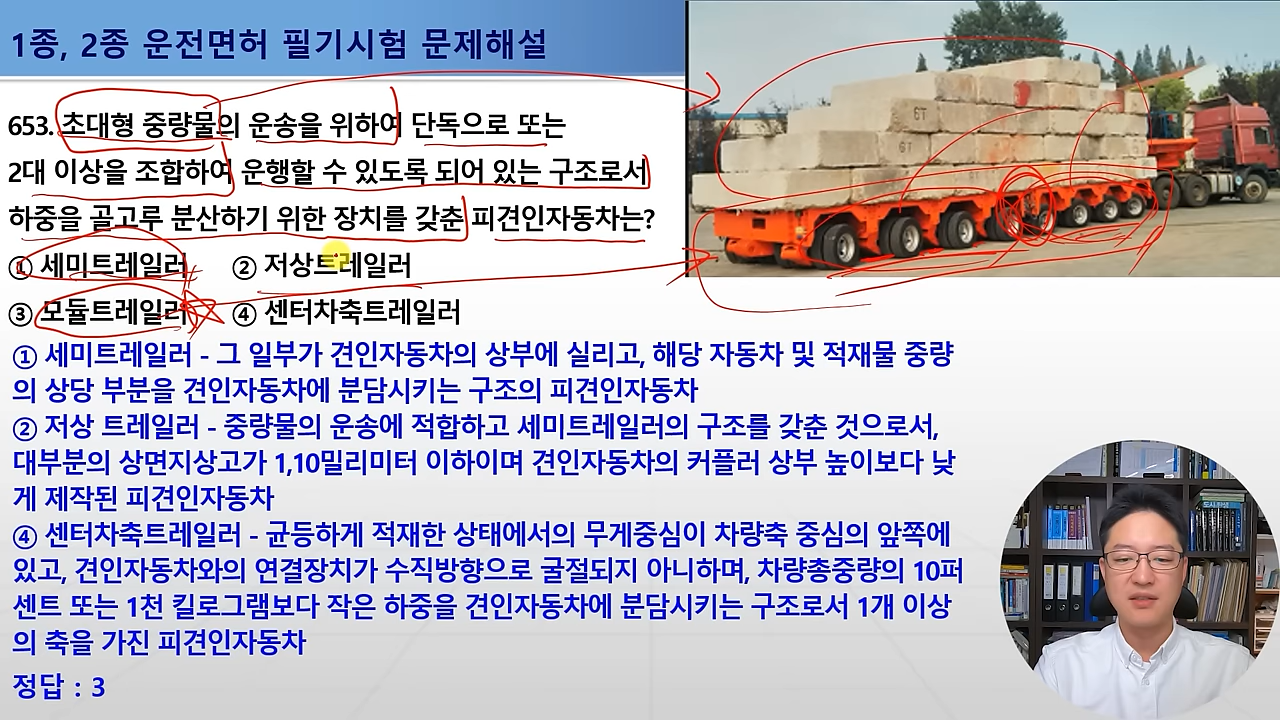 1종, 2종 운전면허 필기시험 문제해설
653. 초대형 중량물의 운송을 위하여 단독으로 또는
2대 이상을 조합하여 운행할 수 있도록 되어 있는 구조로서
하중을 골고루 분산하기 위한 장치를 갖춘 피견인자동차는?
① 세미트레일러 ② 저상트레일러
③ 모듈트레일러 ④ 센터차축트레일러
① 세미트레일러 - 그 일부가 견인자동차의 상부에 실리고, 해당 자동차 및 적재물 중량
의 상당 부분을 견인자동차에 분담시키는 구조의 피견인자동차
② 저상 트레일러 - 중량물의 운송에 적합하고 세미트레일러의 구조를 갖춘 것으로서,
대부분의 상면지상고가 1,10밀리미터 이하이며 견인자동차의 커플러 상부 높이보다 낮
게 제작된 피견인자동차
④ 센터차축트레일러 - 균등하게 적재한 상태에서의 무게중심이 차량축 중심의 앞쪽에
있고, 견인자동차와의 연결장치가 수직방향으로 굴절되지 아니하며, 차량총중량의 10퍼
센트 또는 1천 킬로그램보다 작은 하중을 견인자동차에 분담시키는 구조로서 1개 이상
의 축을 가진 피견인자동차
정답 : 3
6T
6T